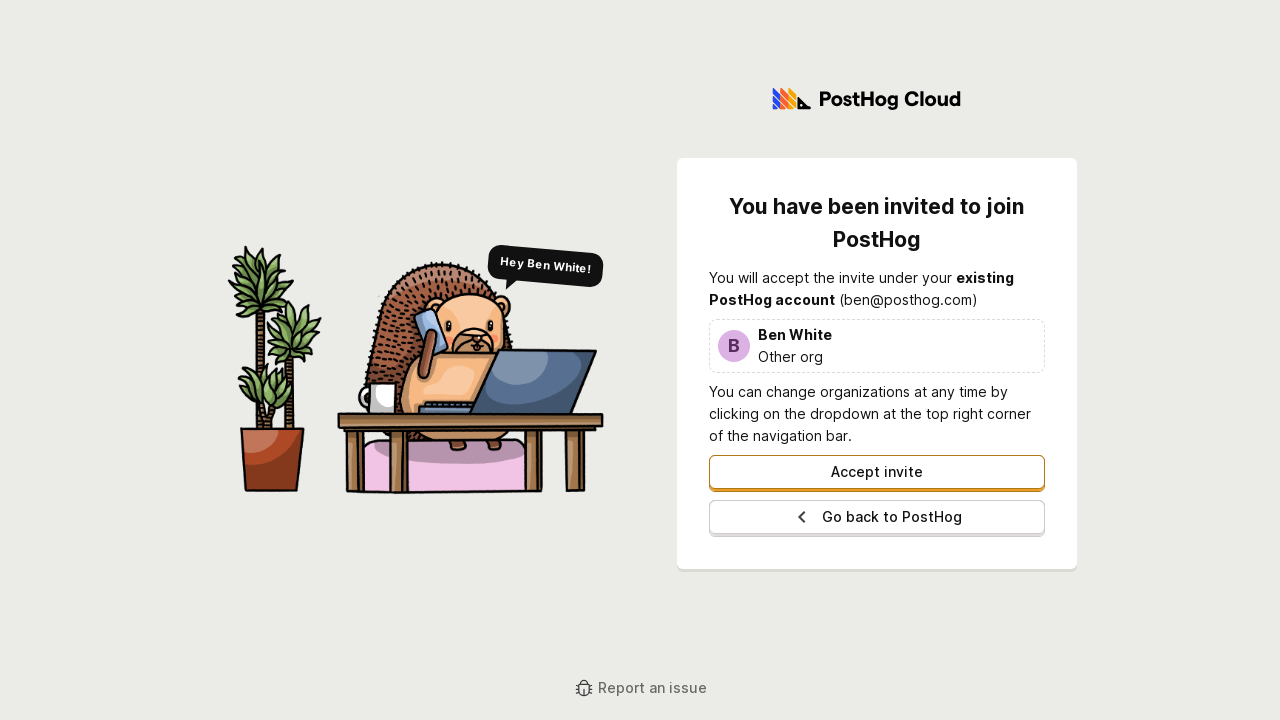 PostHog Cloud
Hey Ben White!
You have been invited to join
PostHog
You will accept the invite under your existing
PostHog account (ben@posthog.com)
B
Ben White
Other org
You can change organizations at any time by
clicking on the dropdown at the top right corner
of the navigation bar.
Accept invite
Go back to PostHog
Report an issue